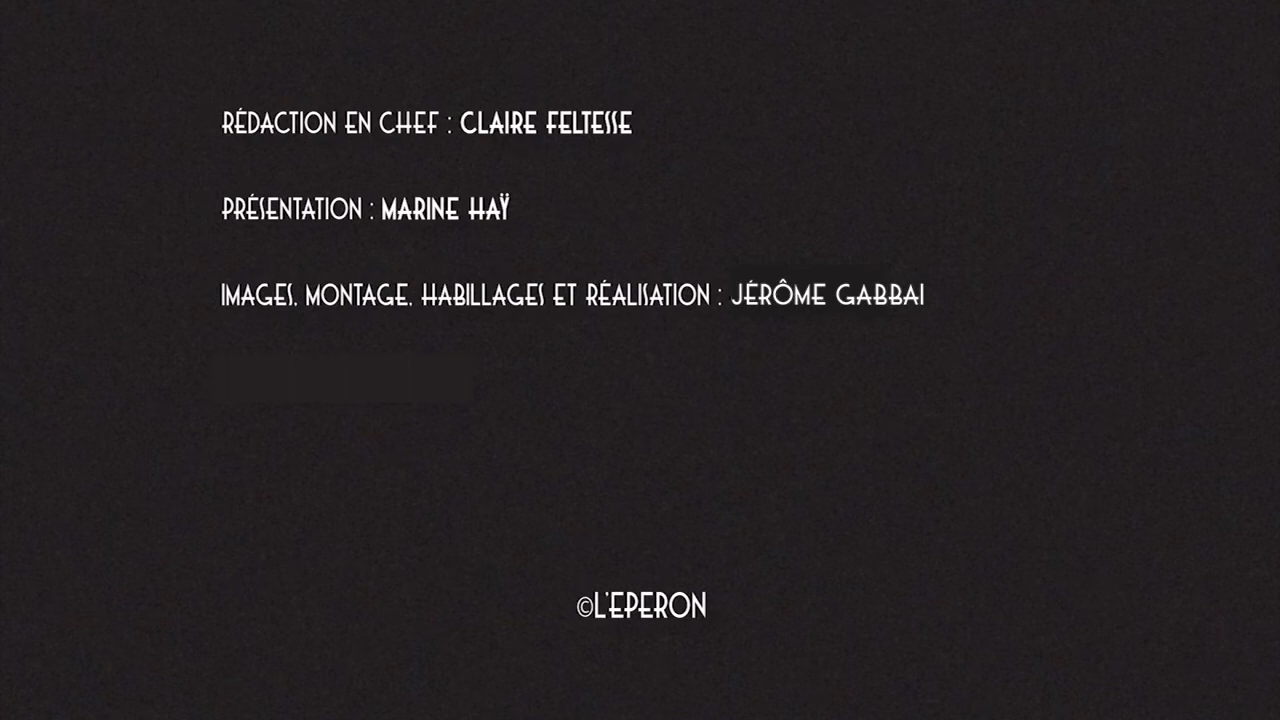 RÉDACTION EN CHEF : CLAIRE FELTESSE
PRÉSENTATION : MARINE HAŸ
IMAGES, MONTAGE, HABILLAGES ET RÉALISATION : JÉRÔME GABBAI
©L'EPERON